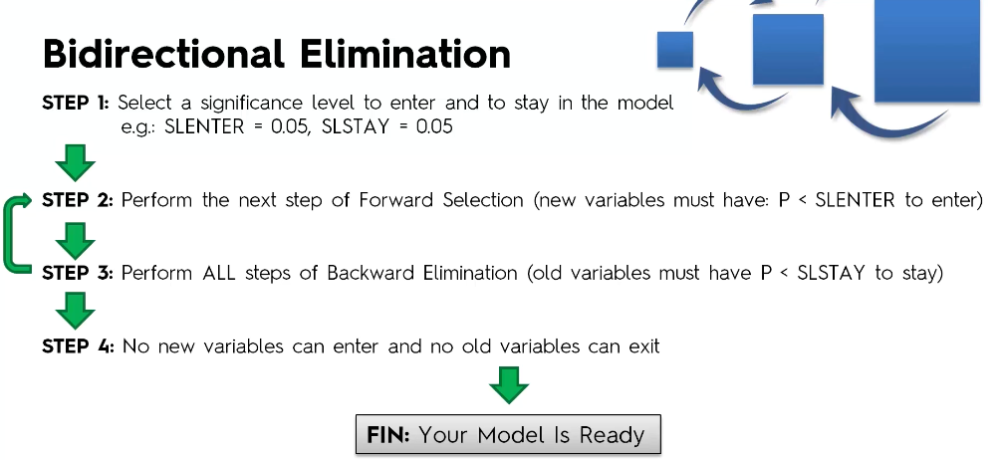 Bidirectional Elimination
STEP 1: Select a significance level to enter and to stay in the model
e.g.: SLENTER = 0.05, SLSTAY = 0.05
STEP 2: Perform the next step of Forward Selection (new variables must have: P < SLENTER to enter)
STEP 3: Perform ALL steps of Backward Elimination (old variables must have P < SLSTAY to stay)
STEP 4: No new variables can enter and no old variables can exit
FIN: Your Model Is Ready